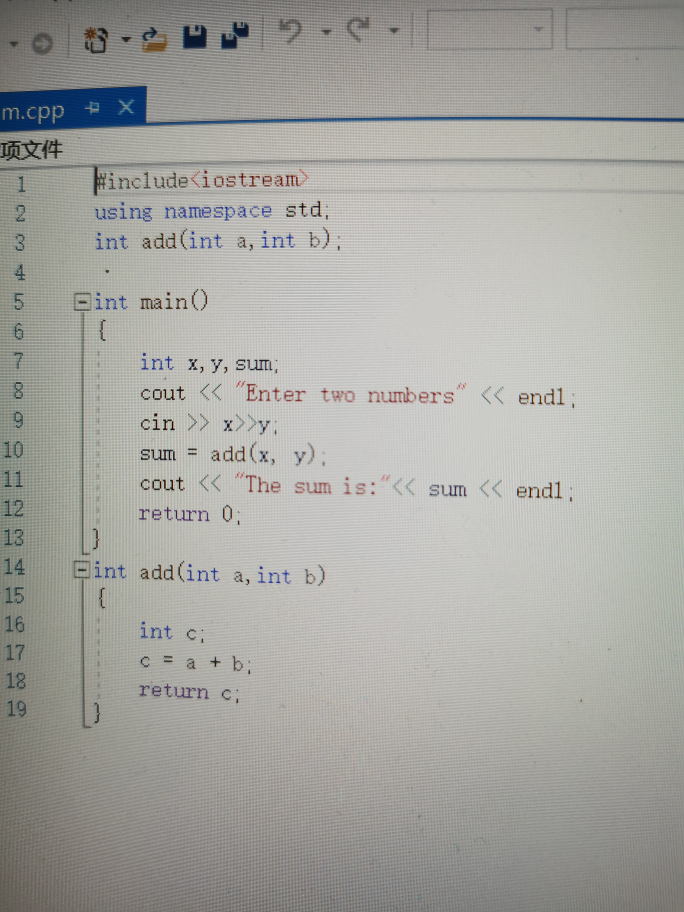 m.cpp
项文件
1 #include<iostream>
2 using namespace std;
3 int add(int a,int b);
4
5 int main()
6 {
7 int x,y,sum;
8 cout << "Enter two numbers" << endl;
9 cin >> x>>y;
10 sum = add(x, y);
11 cout << "The sum is:"<< sum << endl;
12 return 0;
13 }
14 int add(int a,int b)
15 {
16 int c;
17 c = a + b;
18 return c;
19 }